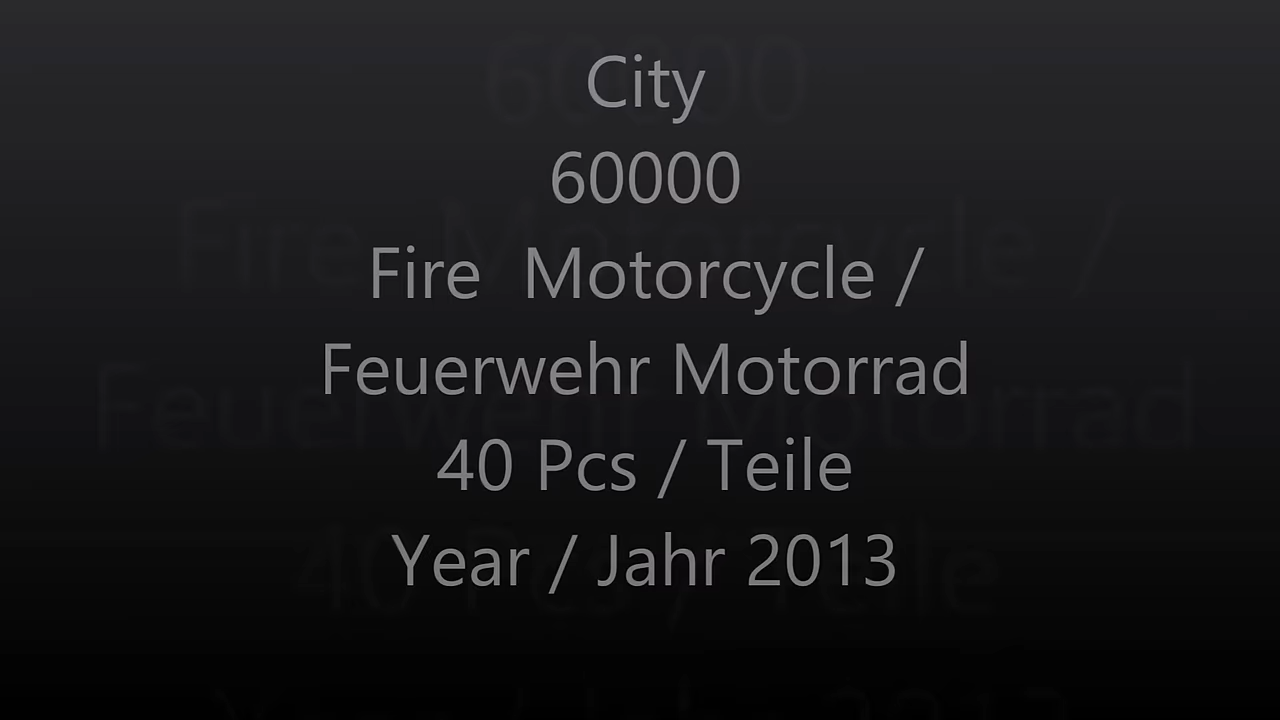 City
60000
Fire  Motorcycle /
Feuerwehr Motorrad
40 Pcs / Teile
Year / Jahr 2013